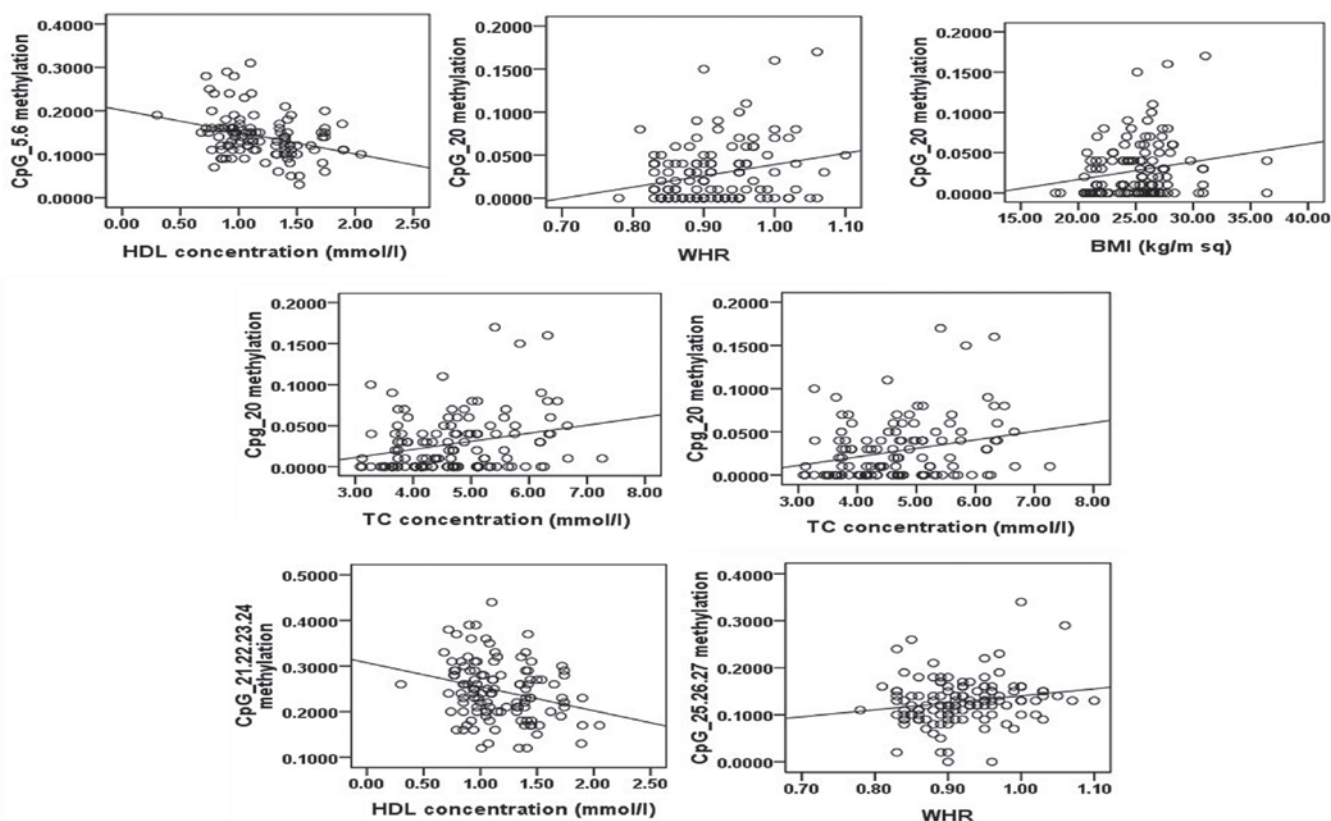 CpG_5.6 methylation
0.4000
0.3000
0.2000
0.1000
0.0000
0.00 0.50 1.00 1.50 2.00 2.50
HDL concentration (mmol/l)
CpG_20 methylation
0.2000
0.1500
0.1000
0.0500
0.0000
0.70 0.80 0.90 1.00 1.10
WHR
CpG_20 methylation
0.2000
0.1500
0.1000
0.0500
0.0000
15.00 20.00 25.00 30.00 35.00 40.00
BMI (kg/m sq)
Cpg_20 methylation
0.2000
0.1500
0.1000
0.0500
0.0000
3.00 4.00 5.00 6.00 7.00 8.00
TC concentration (mmol/l)
Cpg_20 methylation
0.2000
0.1500
0.1000
0.0500
0.0000
3.00 4.00 5.00 6.00 7.00 8.00
TC concentration (mmol/l)
CpG_21.22.23.24
methylation
0.5000
0.4000
0.3000
0.2000
0.1000
0.00 0.50 1.00 1.50 2.00 2.50
HDL concentration (mmol/l)
CpG_25.26.27 methylation
0.4000
0.3000
0.2000
0.1000
0.0000
0.70 0.80 0.90 1.00 1.10
WHR